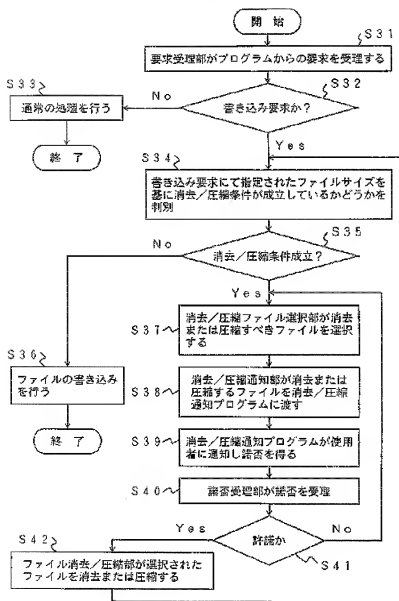 開始
S31
要求受理部がプログラムからの要求を受理する
S32
書き込み要求か？
No
S33
通常の処理を行う
終了
Yes
S34
書き込み要求にて指定されたファイルサイズを
基に消去／圧縮条件が成立しているかどうかを
判別
S35
消去／圧縮条件成立？
No
Yes
S36
ファイルの書き込み
を行う
終了
S37
消去／圧縮ファイル選択部が消去
または圧縮すべきファイルを選択
する
S38
消去／圧縮通知部が消去または
圧縮するファイルを消去／圧縮
通知プログラムに渡す
S39
消去／圧縮通知プログラムが使用
者に通知し諾否を得る
S40
諾否受理部が諾否を受理
許諾か
S41
Yes
No
S42
ファイル消去／圧縮部が選択された
ファイルを消去または圧縮する